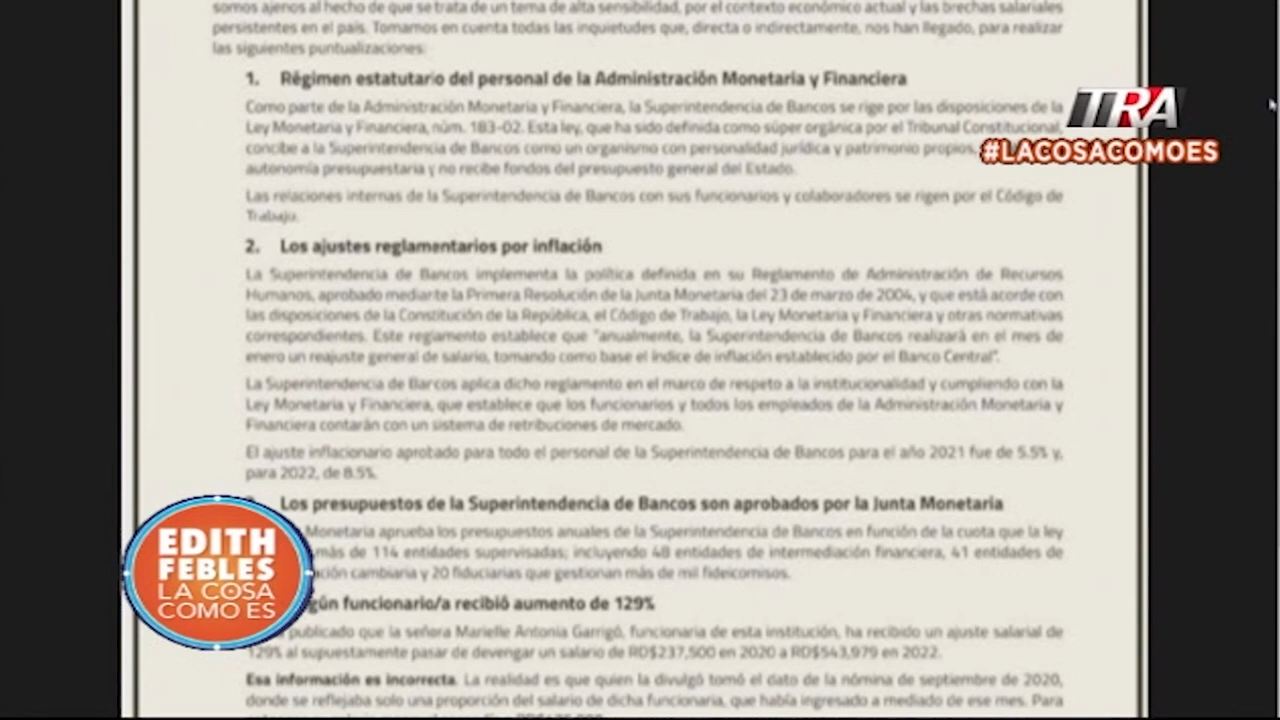 somos ajenos al hecho de que se trata de un tema de alta sensibilidad, por el contexto económico actual y las brechas salariales
persistentes en el país. Tomamos en cuenta todas las inquietudes que, directa o indirectamente, nos han llegado, para realizar
las siguientes puntualizaciones:
1. Régimen estatutario del personal de la Administración Monetaria y Financiera
Como parte de la Administración Monetaria y Financiera, la Superintendencia de Bancos se rige por las disposiciones de la
Ley Monetaria y Financiera, núm. 183-02. Esta ley, que ha sido definida como súper orgánica por el Tribunal Constitucional,
concibe a la Superintendencia de Bancos como un organismo con personalidad jurídica y patrimonio propios,
autonomía presupuestaria y no recibe fondos del presupuesto general del Estado.
Las relaciones internas de la Superintendencia de Bancos con sus funcionarios y colaboradores se rigen por el Código de
Trabajo.
2. Los ajustes reglamentarios por inflación
La Superintendencia de Bancos implementa la política definida en su Reglamento de Administración de Recursos
Humanos, aprobado mediante la Primera Resolución de la Junta Monetaria del 23 de marzo de 2004, y que está acorde con
las disposiciones de la Constitución de la República, el Código de Trabajo, la Ley Monetaria y Financiera y otras normativas
correspondientes. Este reglamento establece que "anualmente, la Superintendencia de Bancos realizará en el mes de
enero un reajuste general de salario, tomando como base el índice de inflación establecido por el Banco Central".
La Superintendencia de Bancos aplica dicho reglamento en el marco de respeto a la institucionalidad y cumpliendo con la
Ley Monetaria y Financiera, que establece que los funcionarios y todos los empleados de la Administración Monetaria y
Financiera contarán con un sistema de retribuciones de mercado.
El ajuste inflacionario aprobado para todo el personal de la Superintendencia de Bancos para el año 2021 fue de 5.5% y,
para 2022, de 8.5%.
Los presupuestos de la Superintendencia de Bancos son aprobados por la Junta Monetaria
Monetaria aprueba los presupuestos anuales de la Superintendencia de Bancos en función de la cuota que la ley
más de 114 entidades supervisadas; incluyendo 48 entidades de intermediación financiera, 41 entidades de
ción cambiaria y 20 fiduciarias que gestionan más de mil fideicomisos.
gún funcionario/a recibió aumento de 129%
publicado que la señora Marielle Antonia Garrigó, funcionaria de esta institución, ha recibido un ajuste salarial de
129% al supuestamente pasar de devengar un salario de RD$237,500 en 2020 a RD$543,979 en 2022.
Esa información es incorrecta. La realidad es que quien la divulgó tomó el dato de la nómina de septiembre de 2020,
donde se reflejaba solo una proporción del salario de dicha funcionaria, que había ingresado a mediado de ese mes. Para
TRA
#LACOSACOMOES
EDITH
FEBLES
LA COSA
COMO ES